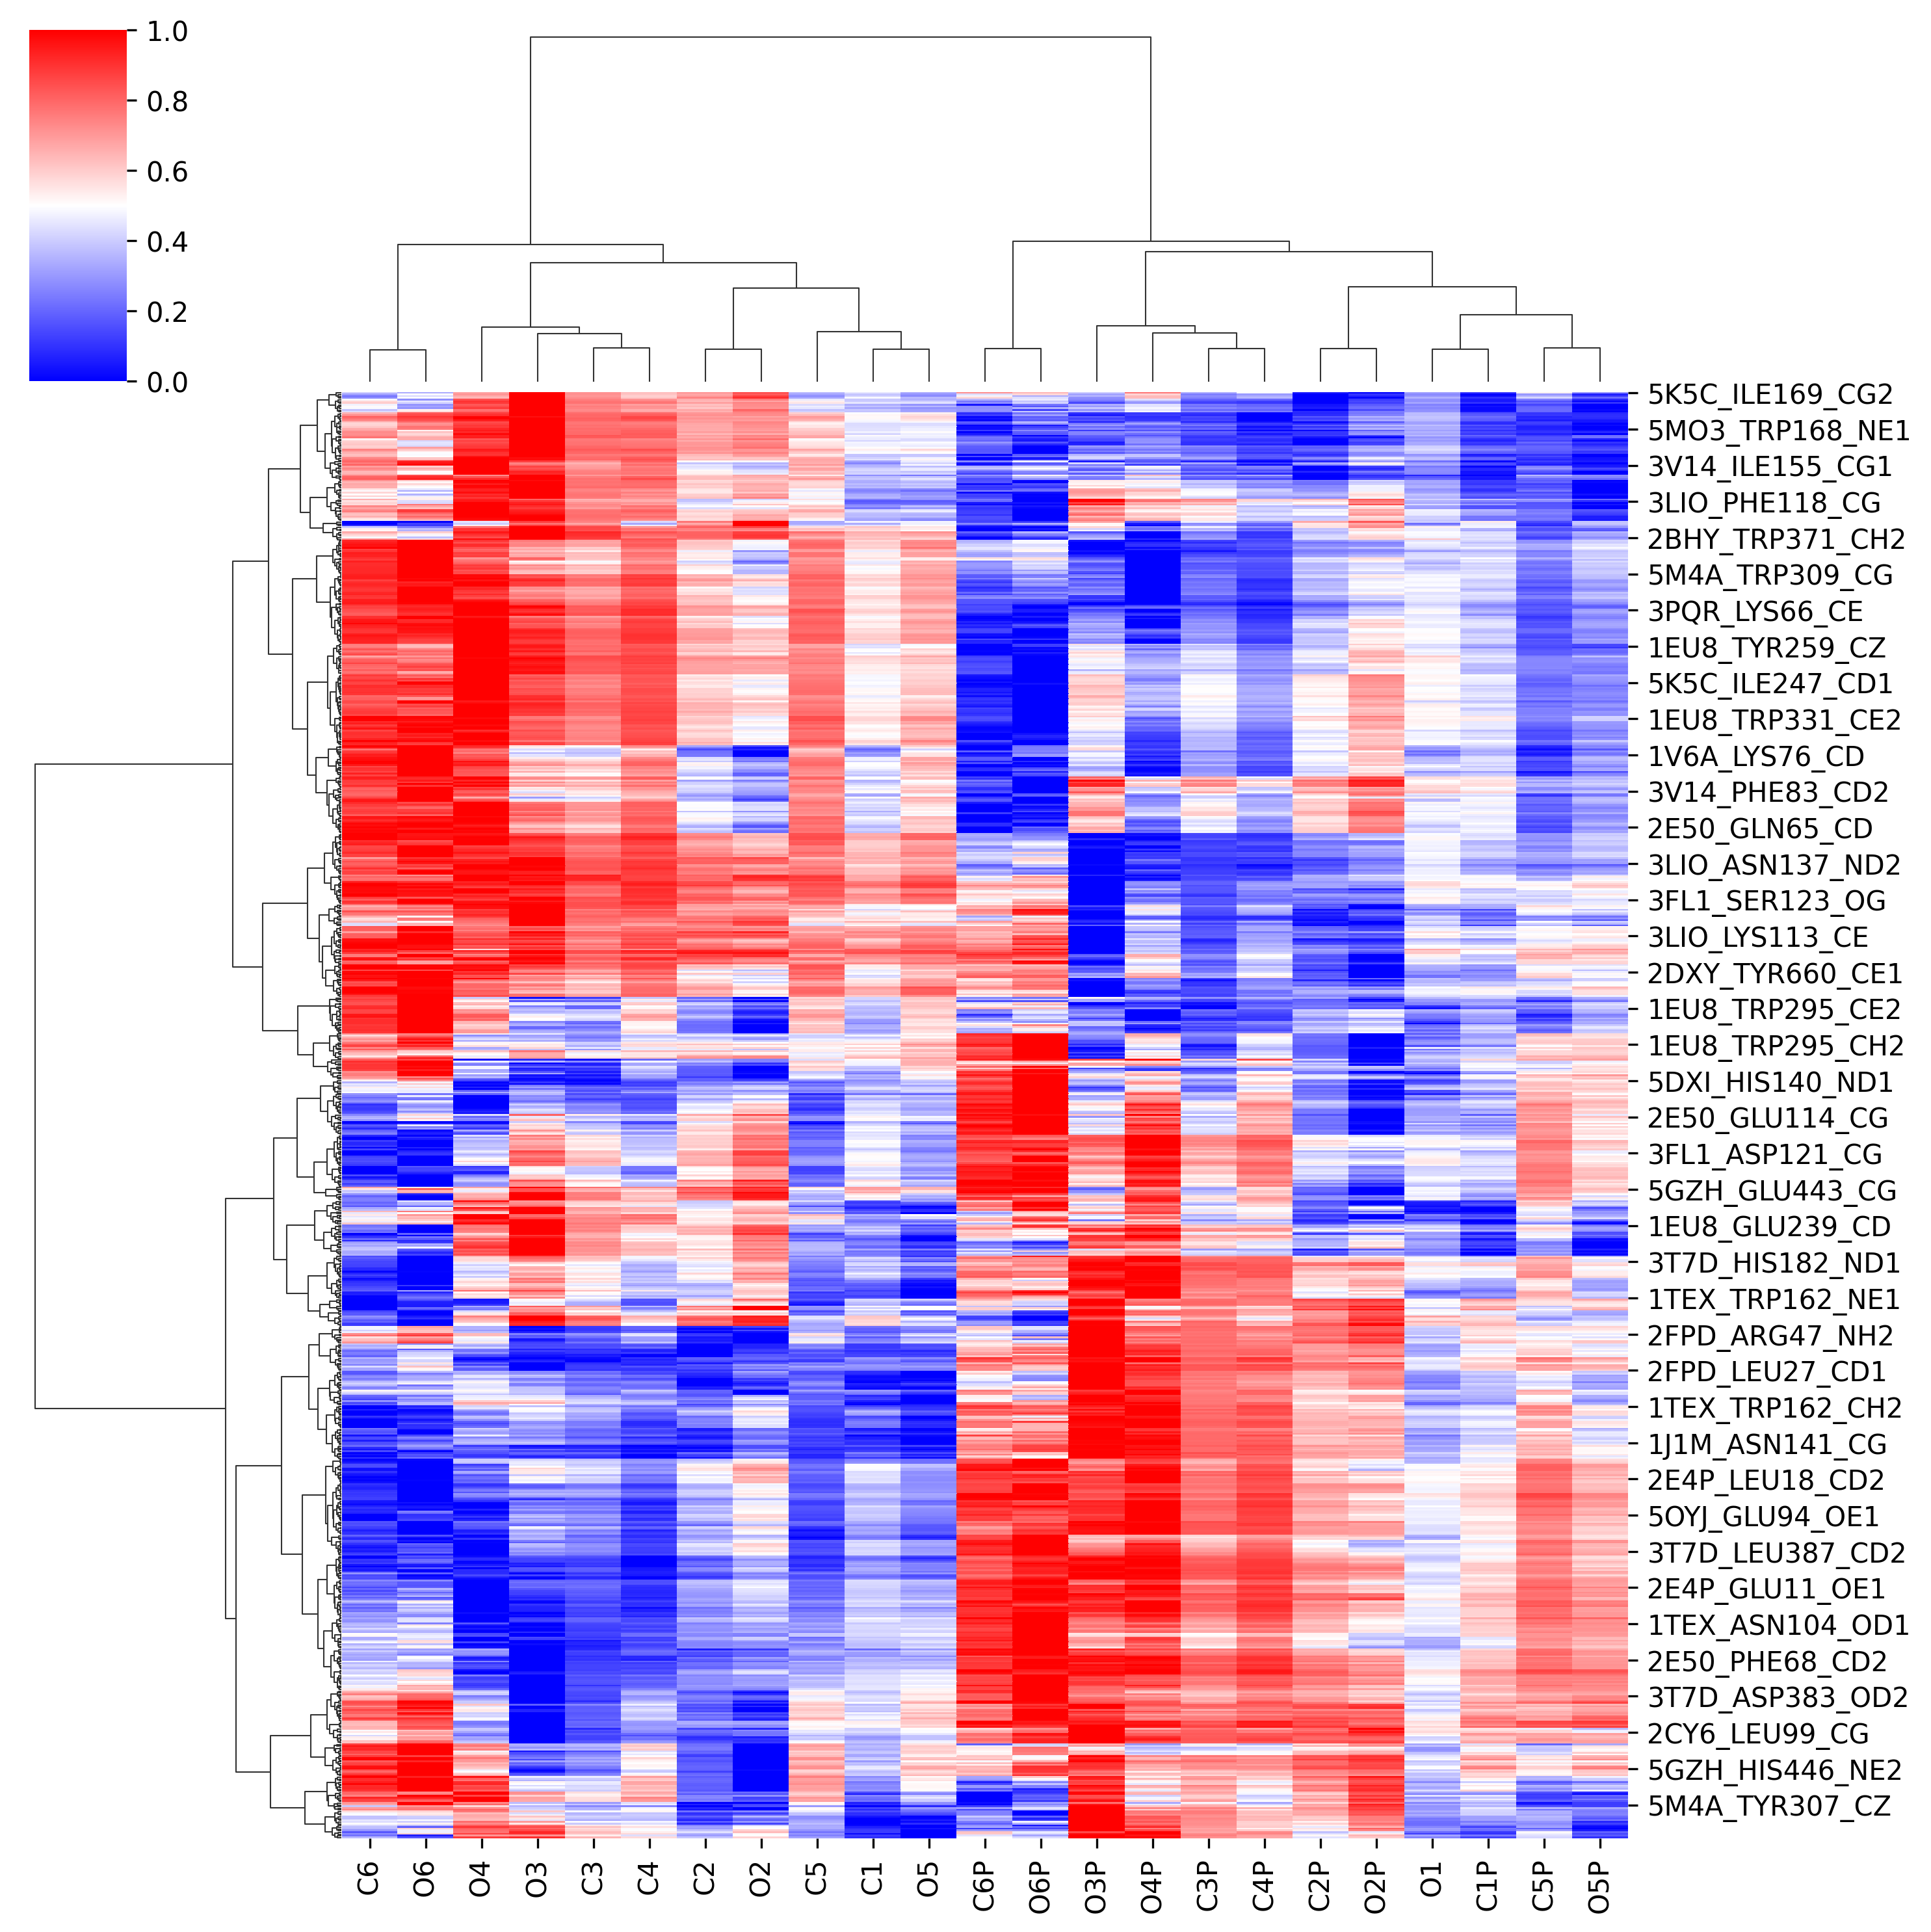 1.0
0.8
0.6
0.4
0.2
0.0
5K5C_ILE169_CG2
5MO3_TRP168_NE1
3V14_ILE155_CG1
3LIO_PHE118_CG
2BHY_TRP371_CH2
5M4A_TRP309_CG
3PQR_LYS66_CE
1EU8_TYR259_CZ
5K5C_ILE247_CD1
1EU8_TRP331_CE2
1V6A_LYS76_CD
3V14_PHE83_CD2
2E50_GLN65_CD
3LIO_ASN137_ND2
3FL1_SER123_OG
3LIO_LYS113_CE
2DXY_TYR660_CE1
1EU8_TRP295_CE2
1EU8_TRP295_CH2
5DXI_HIS140_ND1
2E50_GLU114_CG
3FL1_ASP121_CG
5GZH_GLU443_CG
1EU8_GLU239_CD
3T7D_HIS182_ND1
1TEX_TRP162_NE1
2FPD_ARG47_NH2
2FPD_LEU27_CD1
1TEX_TRP162_CH2
1J1M_ASN141_CG
2E4P_LEU18_CD2
5OYJ_GLU94_OE1
3T7D_LEU387_CD2
2E4P_GLU11_OE1
1TEX_ASN104_OD1
2E50_PHE68_CD2
3T7D_ASP383_OD2
2CY6_LEU99_CG
5GZH_HIS446_NE2
5M4A_TYR307_CZ
C6 O6 O4 O3 C3 C4 C2 O2 C5 C1 O5 C6P O6P O3P O4P C3P C4P C2P O2P O1 C1P C5P O5P